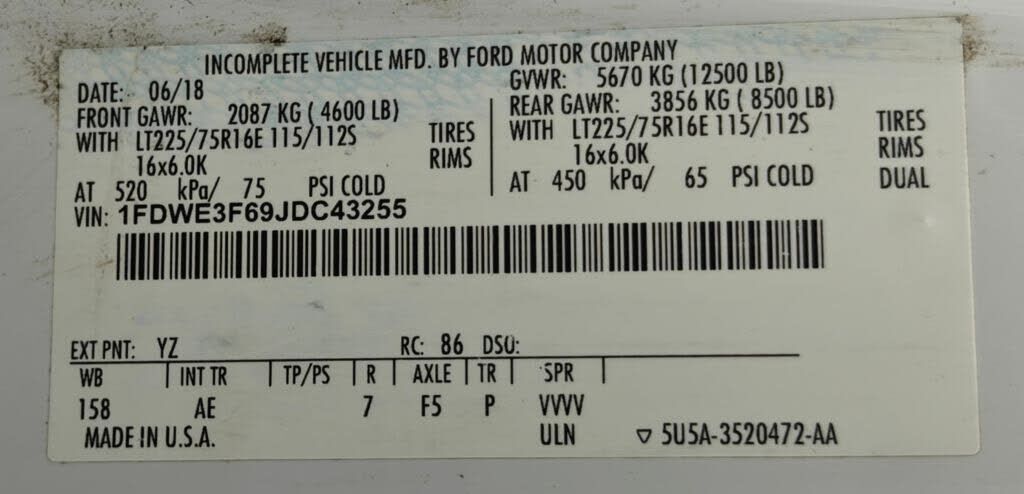 INCOMPLETE VEHICLE MFD. BY FORD MOTOR COMPANY
DATE: 06/18
GVWR: 5670 KG (12500 LB)
FRONT GAWR: 2087 KG ( 4600 LB)
REAR GAWR: 3856 KG ( 8500 LB)
WITH LT225/75R16E 115/112S TIRES
WITH LT225/75R16E 115/112S TIRES
16x6.0K RIMS
16x6.0K RIMS
AT 520 kPa/ 75 PSI COLD
AT 450 kPa/ 65 PSI COLD DUAL
VIN: 1FDWE3F69JDC43255
EXT PNT: YZ RC: 86 DSO:
WB INT TR TP/PS R AXLE TR SPR
158 AE 7 F5 P VVVV
MADE IN U.S.A. ULN ▽ 5U5A-3520472-AA